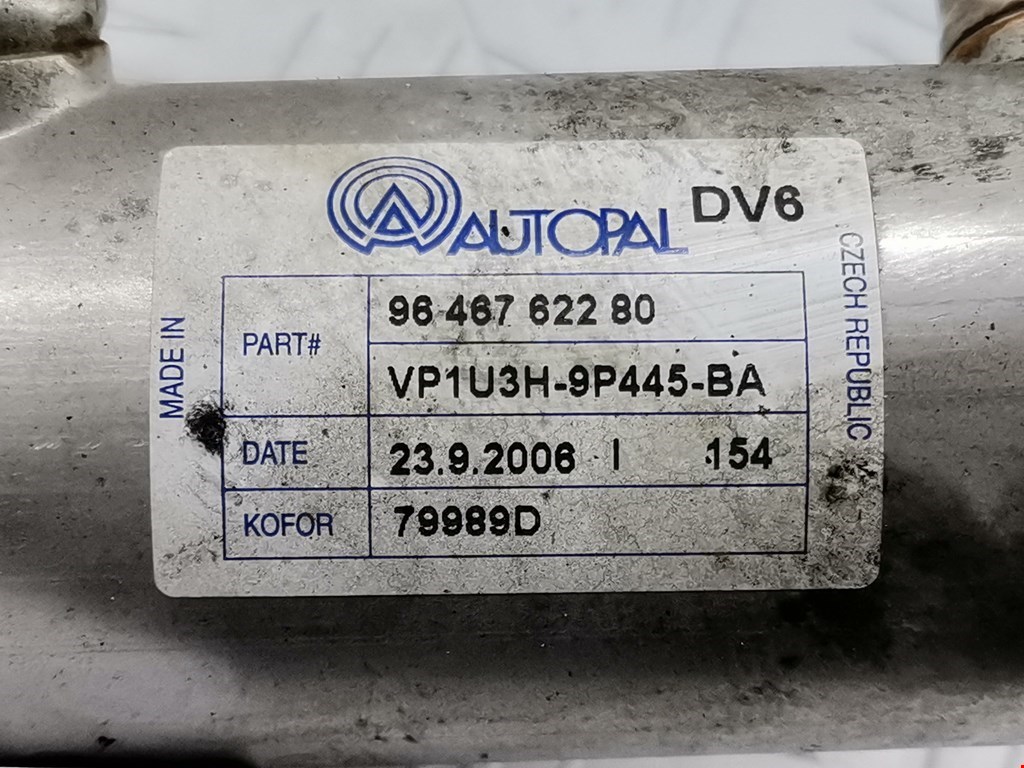 AUTOPAL DV6
MADE IN
CZECH REPUBLIC
PART#
96 467 622 80
VP1U3H-9P445-BA
DATE 23.9.2006 I 154
KOFOR 79989D